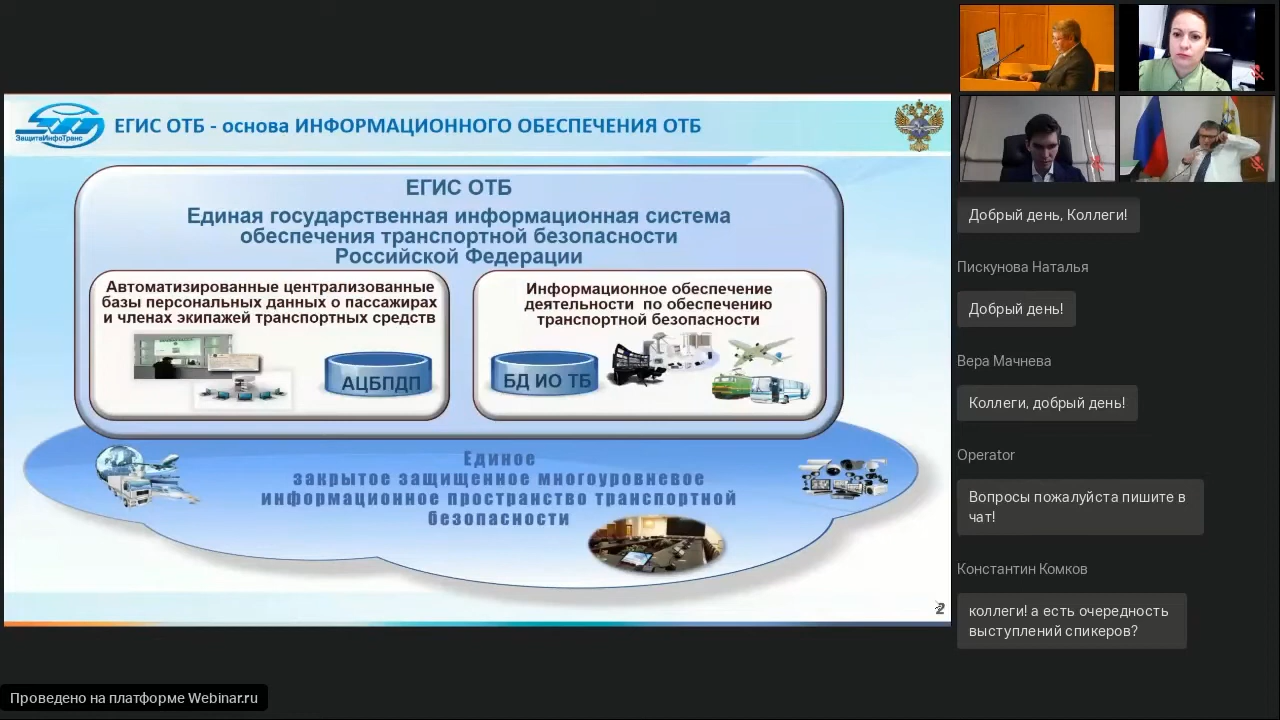 ЗащитаИнфоТранс
ЕГИС ОТБ - основа ИНФОРМАЦИОННОГО ОБЕСПЕЧЕНИЯ ОТБ
ЕГИС ОТБ
Единая государственная информационная система
обеспечения транспортной безопасности
Российской Федерации
Автоматизированные централизованные
базы персональных данных о пассажирах
и членах экипажей транспортных средств
АЦБПДП
Информационное обеспечение
деятельности по обеспечению
транспортной безопасности
БД ИО ТБ
Единое
закрытое защищенное многоуровневое
информационное пространство транспортной
безопасности
2
Добрый день, Коллеги!
Пискунова Наталья
Добрый день!
Вера Мачнева
Коллеги, добрый день!
Operator
Вопросы пожалуйста пишите в
чат!
Константин Комков
коллеги! а есть очередность
выступлений спикеров?
Проведено на платформе Webinar.ru